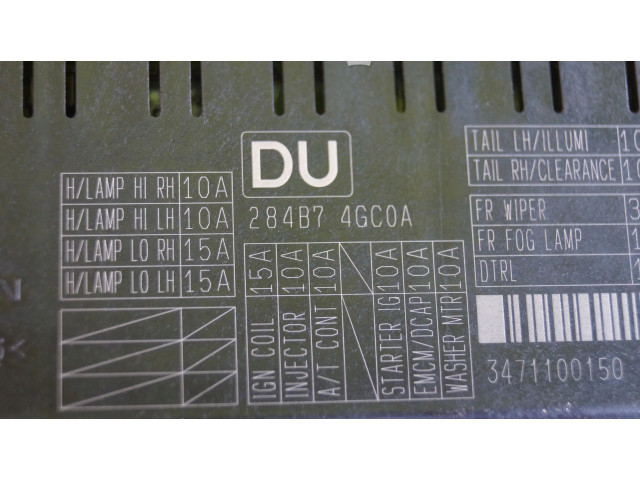 DU
284B7 4GC0A
H/LAMP HI RH 10A
H/LAMP HI LH 10A
H/LAMP LO RH 15A
H/LAMP LO LH 15A
IGN COIL 15A
INJECTOR 10A
A/T CONT 10A
STARTER IG 10A
EMCM/DCAP 10A
WASHER MTR 10A
TAIL LH/ILLUMI
TAIL RH/CLEARANCE
FR WIPER
FR FOG LAMP
DTRL
3471100150